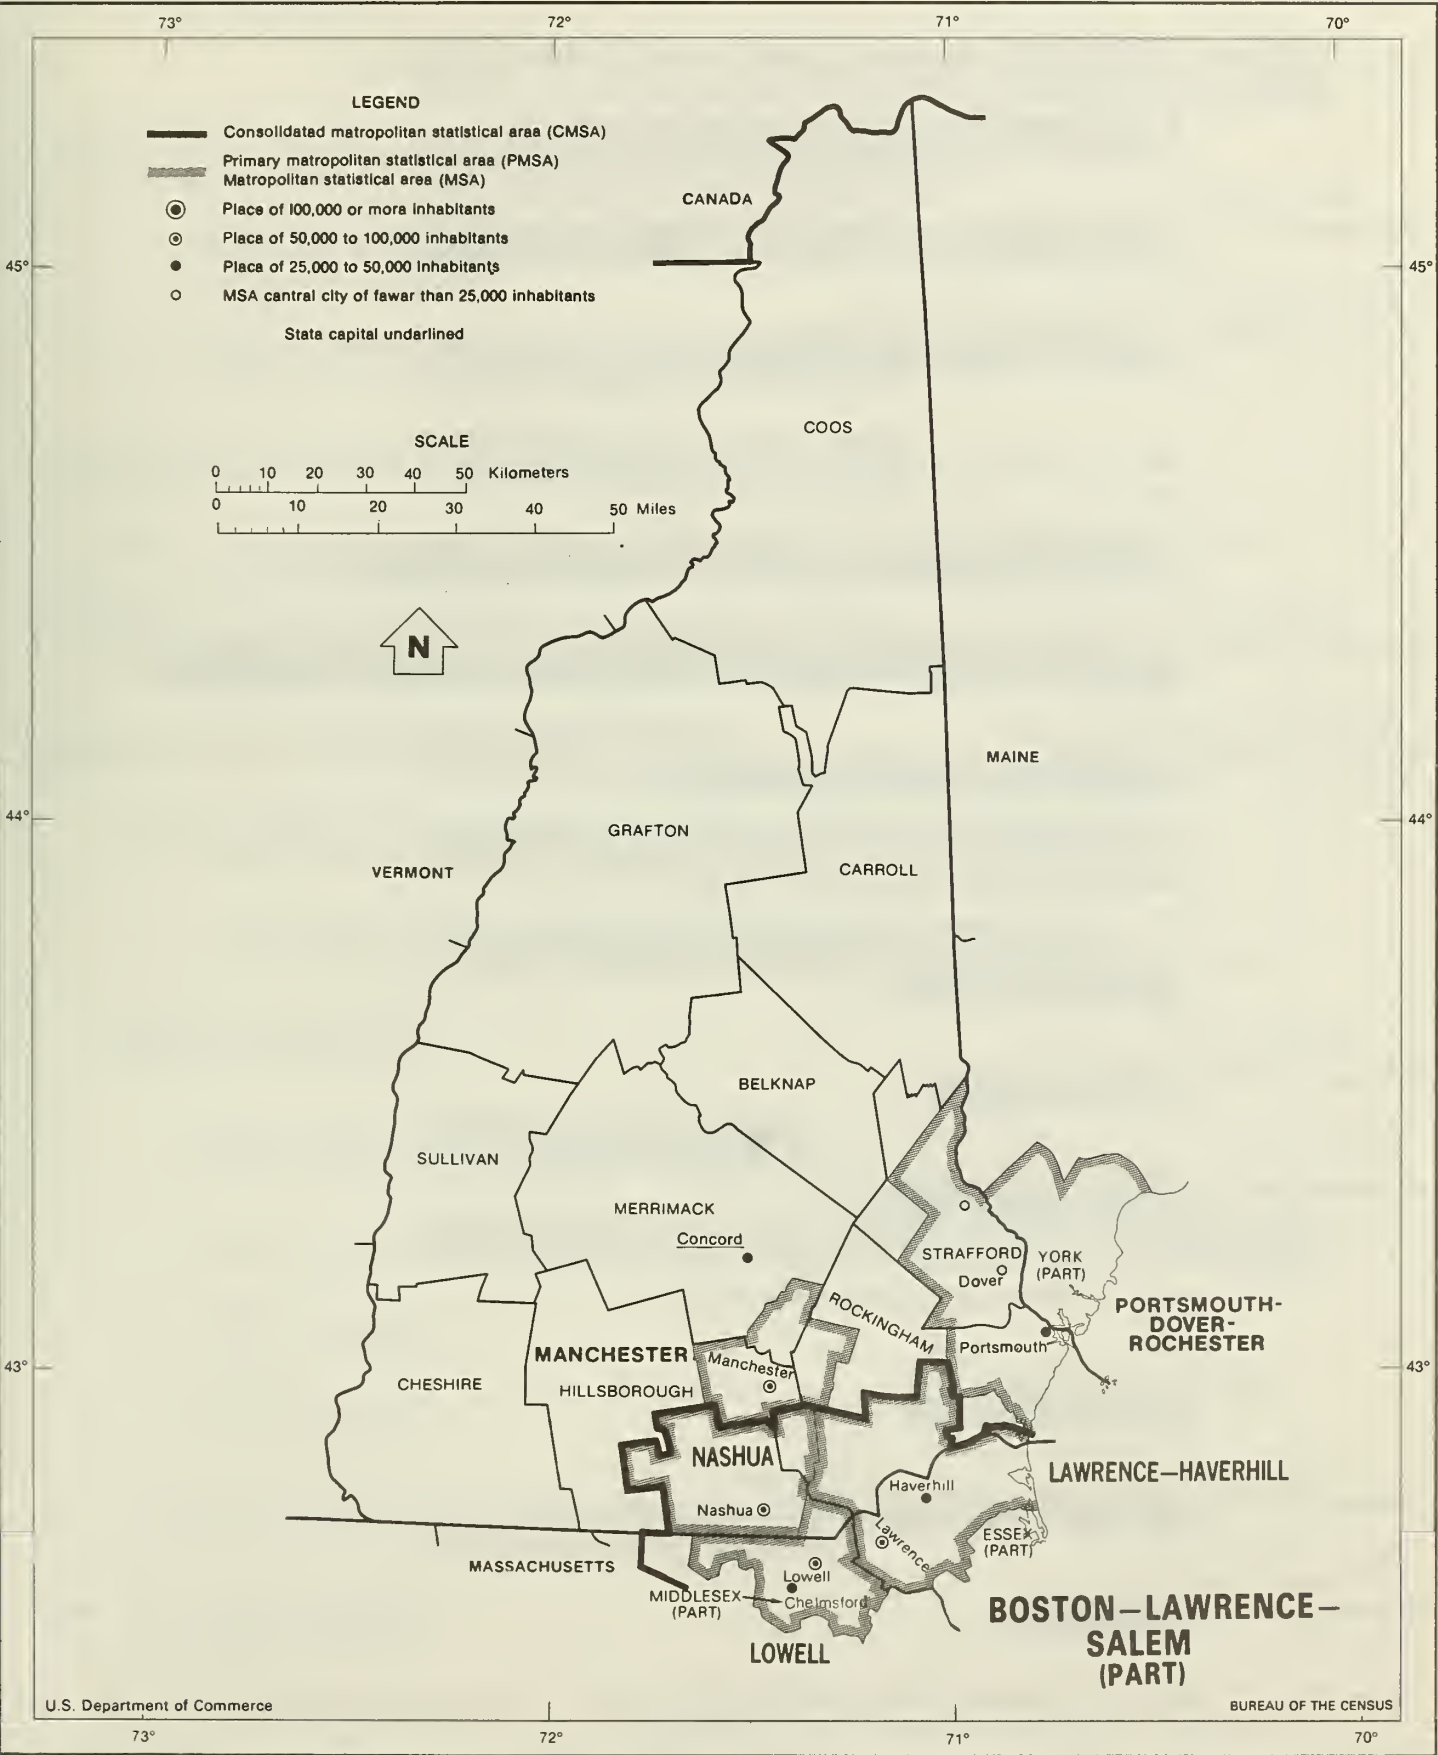 73° 72° 71° 70°
LEGEND
Consolidatad matropolitan statistical araa (CMSA)
Primary matropolitan statistical araa (PMSA)
Matropolitan statistical area (MSA)
Place of 100,000 or mora inhabitants
Placa of 50,000 to 100,000 inhabitants
Placa of 25,000 to 50,000 Inhabitants
MSA cantral city of fawar than 25,000 inhabitants
Stata capital undarlined
CANADA
45° 45°
COOS
SCALE
0 10 20 30 40 50 Kilometers
0 10 20 30 40 50 Miles
N
MAINE
44° 44°
GRAFTON
VERMONT
CARROLL
BELKNAP
SULLIVAN
MERRIMACK
Concord
STRAFFORD
Dover
YORK
(PART)
ROCKINGHAM
PORTSMOUTH-
DOVER-
ROCHESTER
Portsmouth
43° 43°
MANCHESTER
Manchester
CHESHIRE
HILLSBOROUGH
NASHUA
LAWRENCE—HAVERHILL
Haverhill
Nashua
Lawrence
ESSEX
(PART)
MASSACHUSETTS
Lowell
MIDDLESEX
(PART)
Chelmsford
LOWELL
BOSTON—LAWRENCE—
SALEM
(PART)
U.S. Department of Commerce
BUREAU OF THE CENSUS
73° 72° 71° 70°